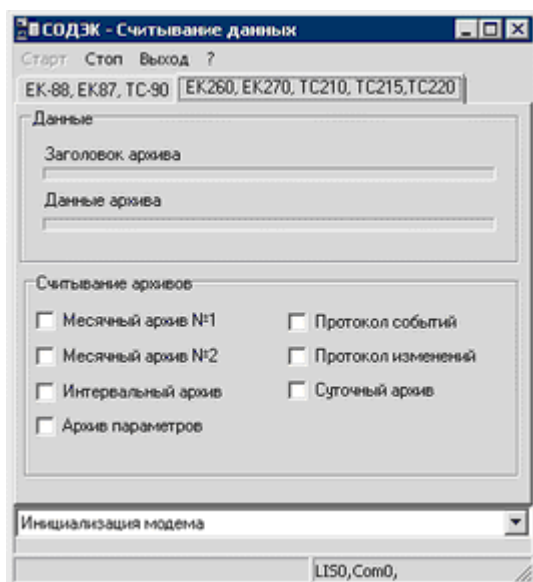 СОДЭК - Считывание данных
Старт Стоп Выход ?
ЕК-88, ЕК87, ТС-90 ЕК260, ЕК270, ТС210, ТС215,ТС220
Данные
Заголовок архива
Данные архива
Считывание архивов
Месячный архив №1 Протокол событий
Месячный архив №2 Протокол изменений
Интервальный архив Суточный архив
Архив параметров
Инициализация модема
LIS0,Com0,